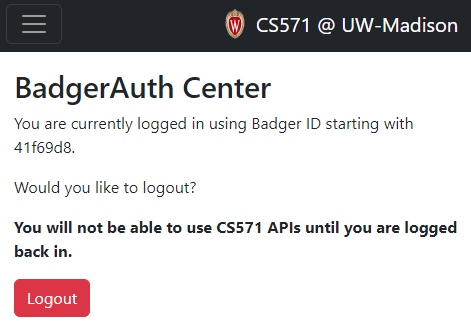 CS571 @ UW-Madison
BadgerAuth Center
You are currently logged in using Badger ID starting with
41f69d8.
Would you like to logout?
You will not be able to use CS571 APIs until you are logged
back in.
Logout